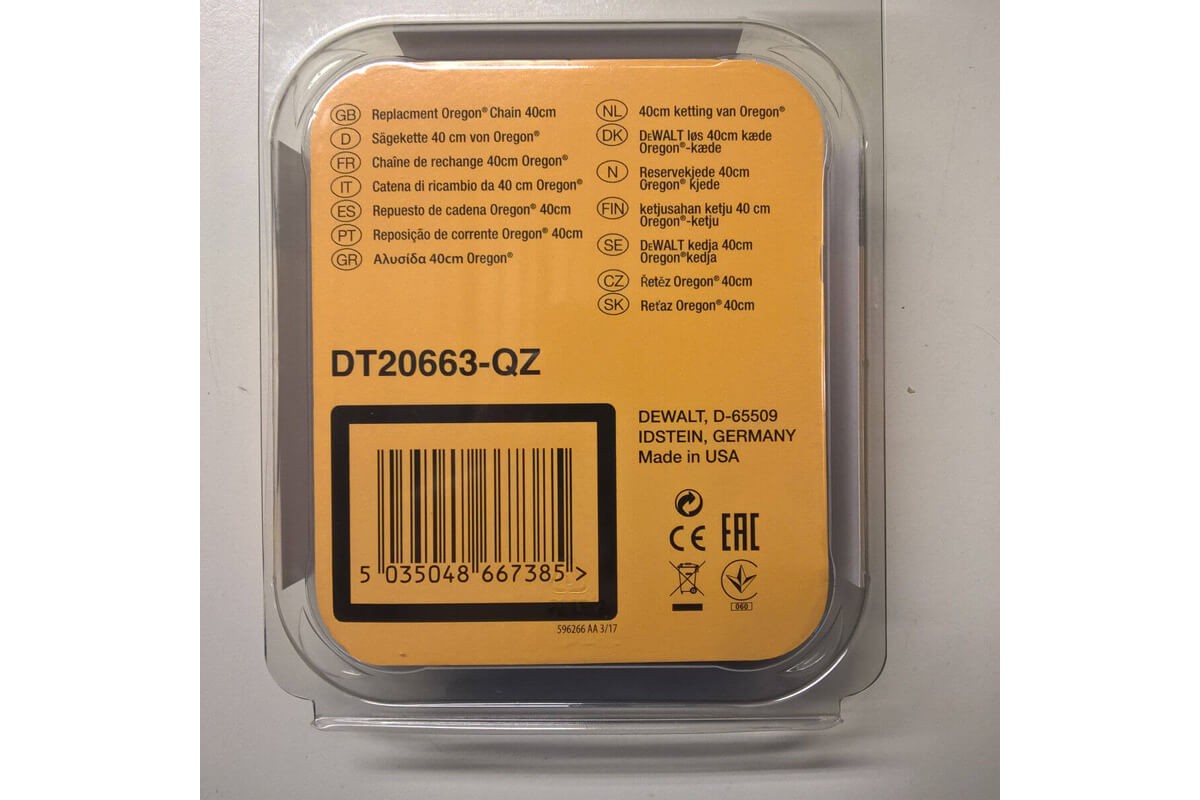 GB Replacment Oregon® Chain 40cm
D Sägekette 40 cm von Oregon®
FR Chaîne de rechange 40cm Oregon®
IT Catena di ricambio da 40 cm Oregon®
ES Repuesto de cadena Oregon® 40cm
PT Reposição de corrente Oregon® 40cm
GR Αλυσίδα 40cm Oregon®
NL 40cm ketting van Oregon®
DK DEWALT løs 40cm kæde
Oregon®-kæde
N Reservekjede 40cm
Oregon® kjede
FIN ketjusahan ketju 40 cm
Oregon®-ketju
SE DEWALT kedja 40cm
Oregon®kedja
CZ Řetěz Oregon® 40cm
SK Reťaz Oregon® 40cm
DT20663-QZ
5 035048 667385 >
596266 AA 3/17
DEWALT, D-65509
IDSTEIN, GERMANY
Made in USA
CE EAC
060